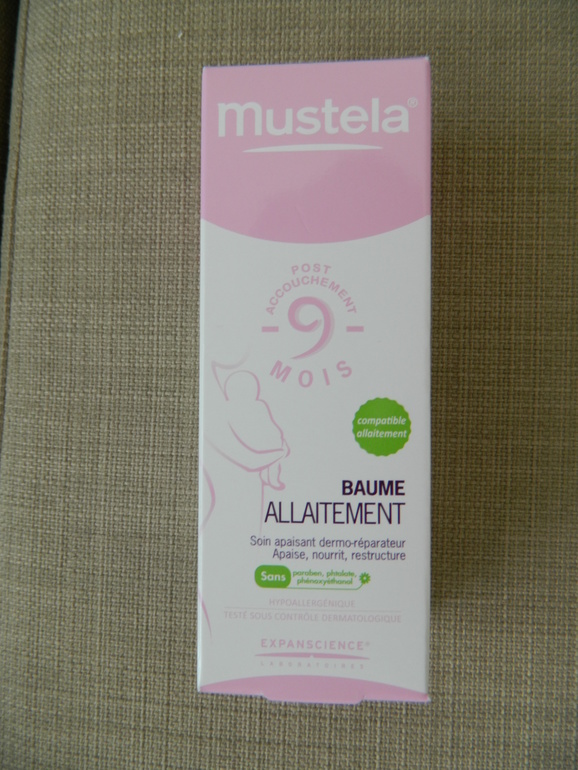 mustela®
POST
ACCOUCHEMENT
9
MOIS
compatible
allaitement
BAUME
ALLAITEMENT
Soin apaisant dermo-réparateur
Apaise, nourrit, restructure
Sans paraben, phtalate,
phénoxyéthanol
HYPOALLERGÉNIQUE
TESTÉ SOUS CONTRÔLE DERMATOLOGIQUE
EXPANSCIENCE®
LABORATOIRES